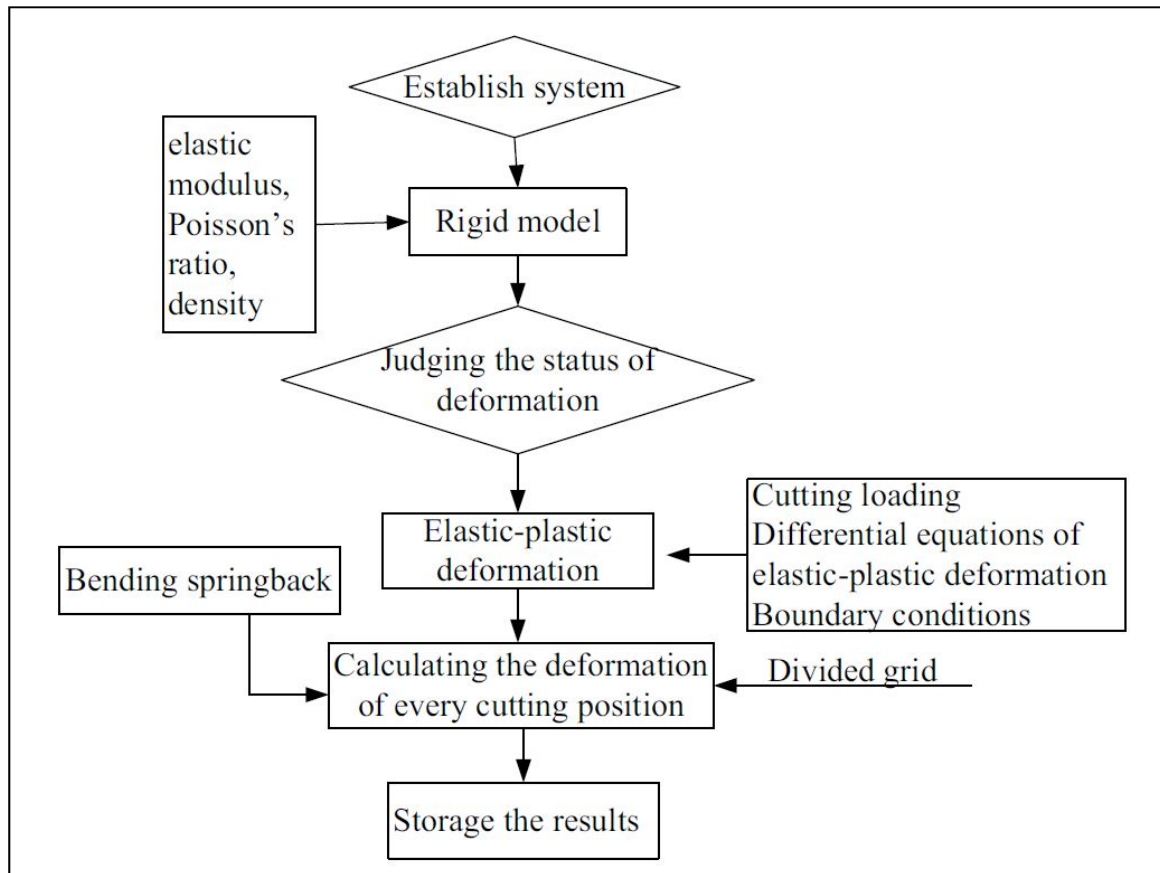 Establish system
elastic
modulus,
Poisson's
ratio,
density
Rigid model
Judging the status of
deformation
Elastic-plastic
deformation
Cutting loading
Differential equations of
elastic-plastic deformation
Boundary conditions
Bending springback
Calculating the deformation
of every cutting position
Divided grid
Storage the results